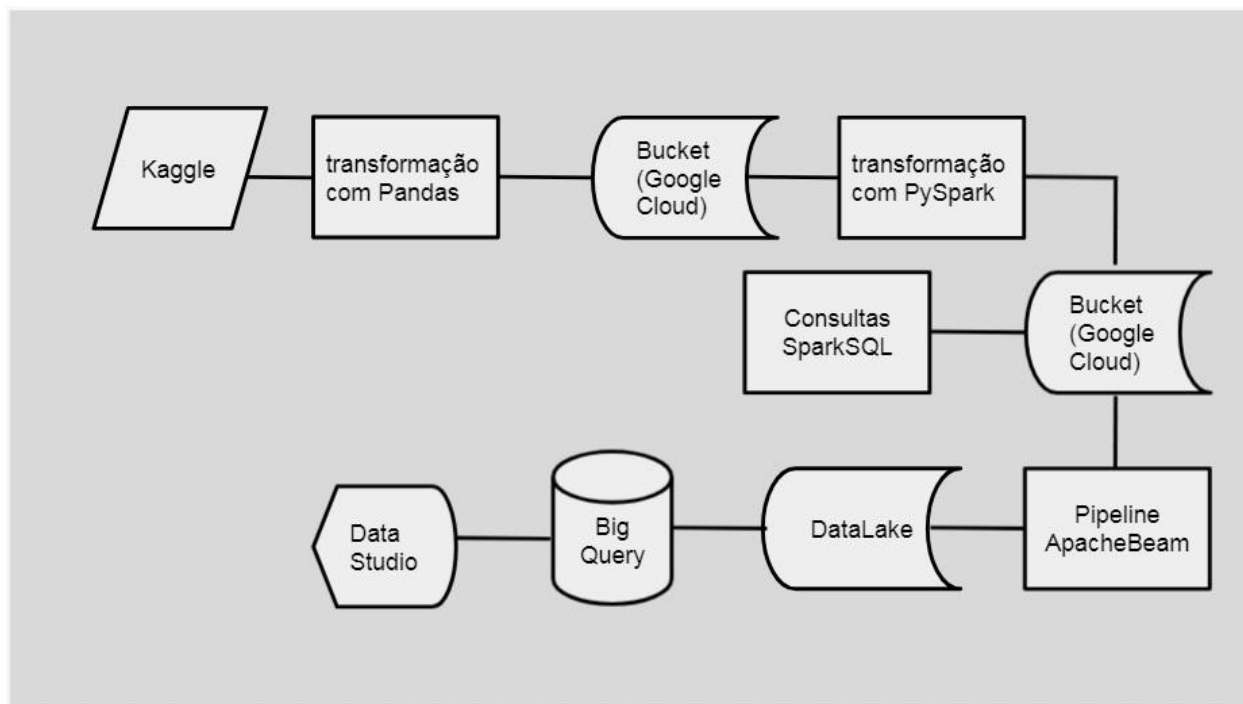 Kaggle
transformação
com Pandas
Bucket
(Google
Cloud)
transformação
com PySpark
Consultas
SparkSQL
Bucket
(Google
Cloud)
Data
Studio
Big
Query
DataLake
Pipeline
ApacheBeam